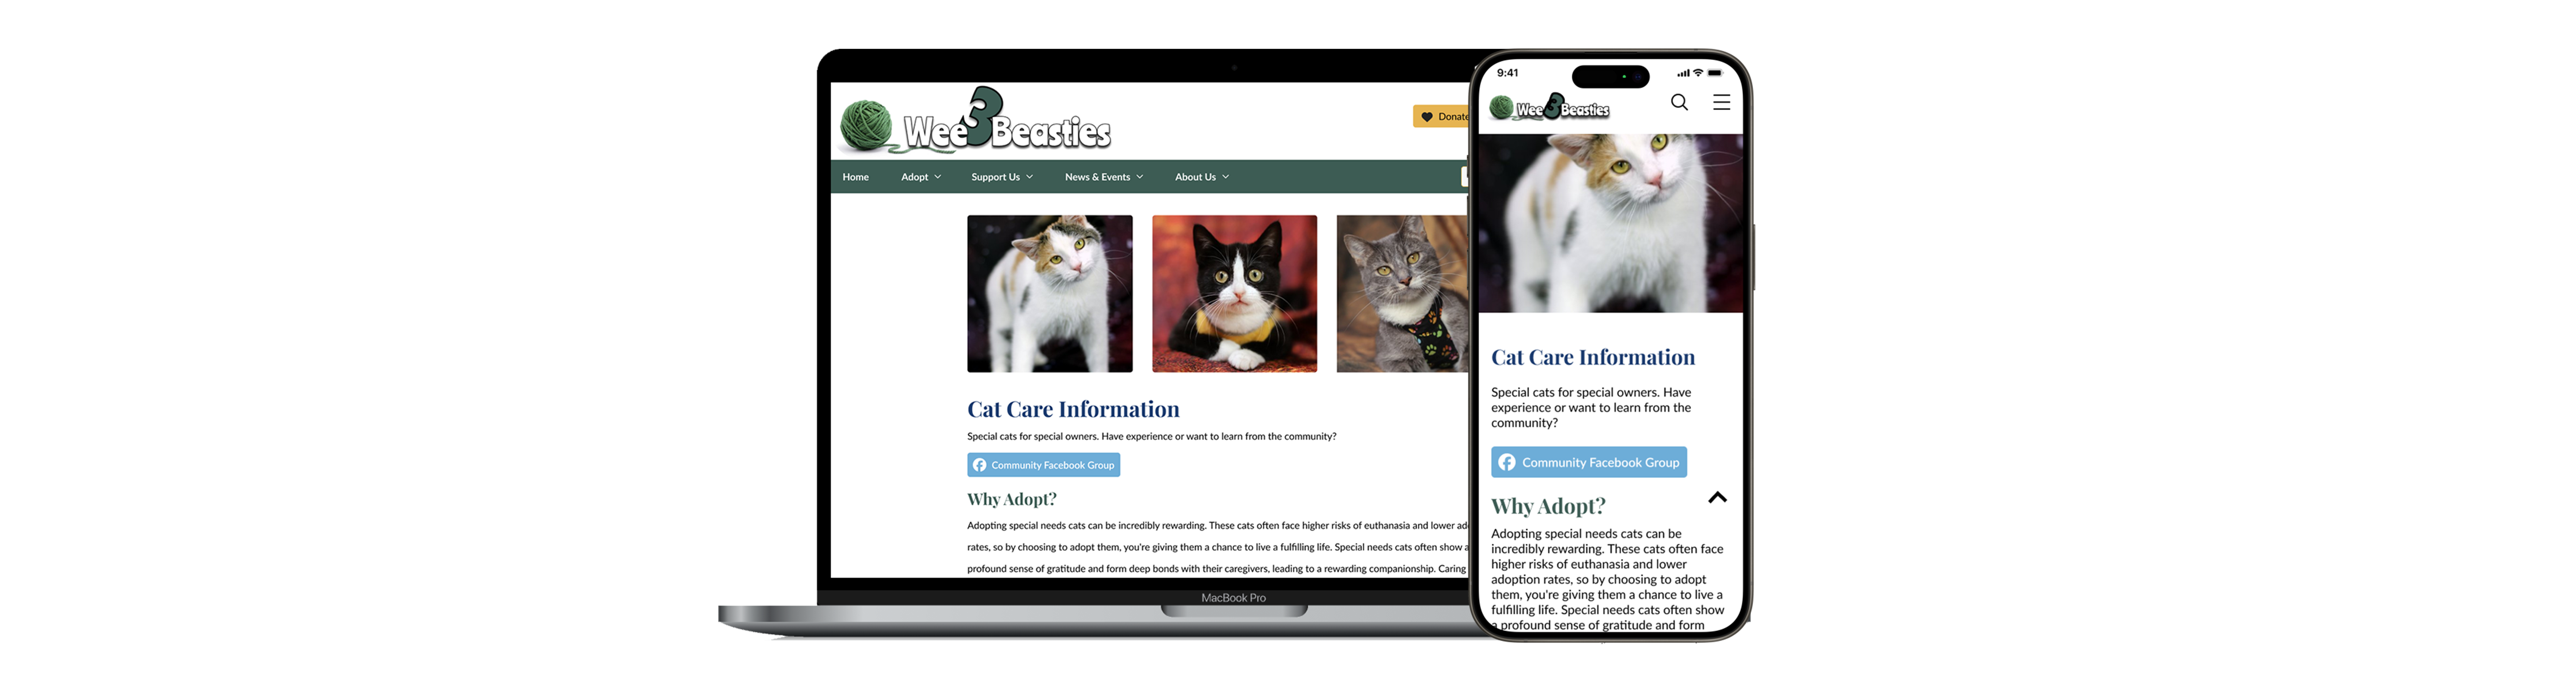 Wee 3 Beasties
Donate
Home
Adopt
Support Us
News & Events
About Us
Cat Care Information
Special cats for special owners. Have experience or want to learn from the community?
Community Facebook Group
Why Adopt?
Adopting special needs cats can be incredibly rewarding. These cats often face higher risks of euthanasia and lower ad
rates, so by choosing to adopt them, you're giving them a chance to live a fulfilling life. Special needs cats often show a
profound sense of gratitude and form deep bonds with their caregivers, leading to a rewarding companionship. Caring
MacBook Pro
9:41
Wee 3 Beasties
Cat Care Information
Special cats for special owners. Have
experience or want to learn from the
community?
Community Facebook Group
Why Adopt?
Adopting special needs cats can be
incredibly rewarding. These cats often face
higher risks of euthanasia and lower
adoption rates, so by choosing to adopt
them, you're giving them a chance to live a
fulfilling life. Special needs cats often show
a profound sense of gratitude and form